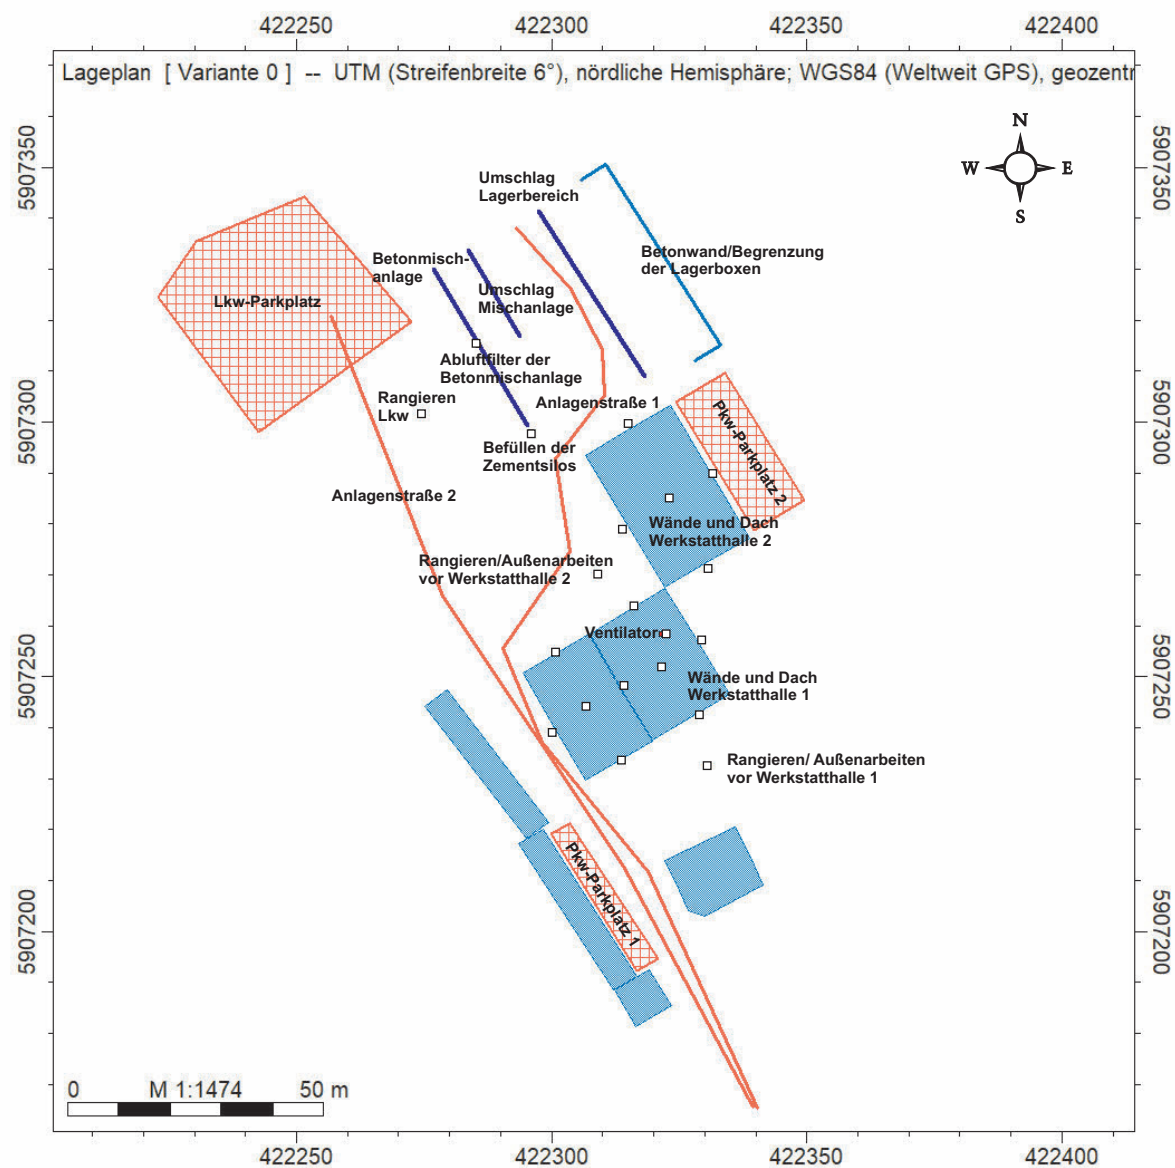 422250 422300 422350 422400
Lageplan [ Variante 0 ] -- UTM (Streifenbreite 6°), nördliche Hemisphäre; WGS84 (Weltweit GPS), geozentr
N
W E
S
5907350
5907350
Umschlag
Lagerbereich
Betonmisch-
anlage
Betonwand/Begrenzung
der Lagerboxen
Lkw-Parkplatz
Umschlag
Mischanlage
Abluftfilter der
Betonmischanlage
Rangieren
Lkw
Anlagenstraße 1
5907300
5907300
Pkw-Parkplatz 2
Befüllen der
Zementsilos
Anlagenstraße 2
Wände und Dach
Werkstatthalle 2
Rangieren/Außenarbeiten
vor Werkstatthalle 2
Ventilator
5907250
5907250
Wände und Dach
Werkstatthalle 1
Rangieren/ Außenarbeiten
vor Werkstatthalle 1
Pkw-Parkplatz 1
5907200
5907200
0 M 1:1474 50 m
422250 422300 422350 422400